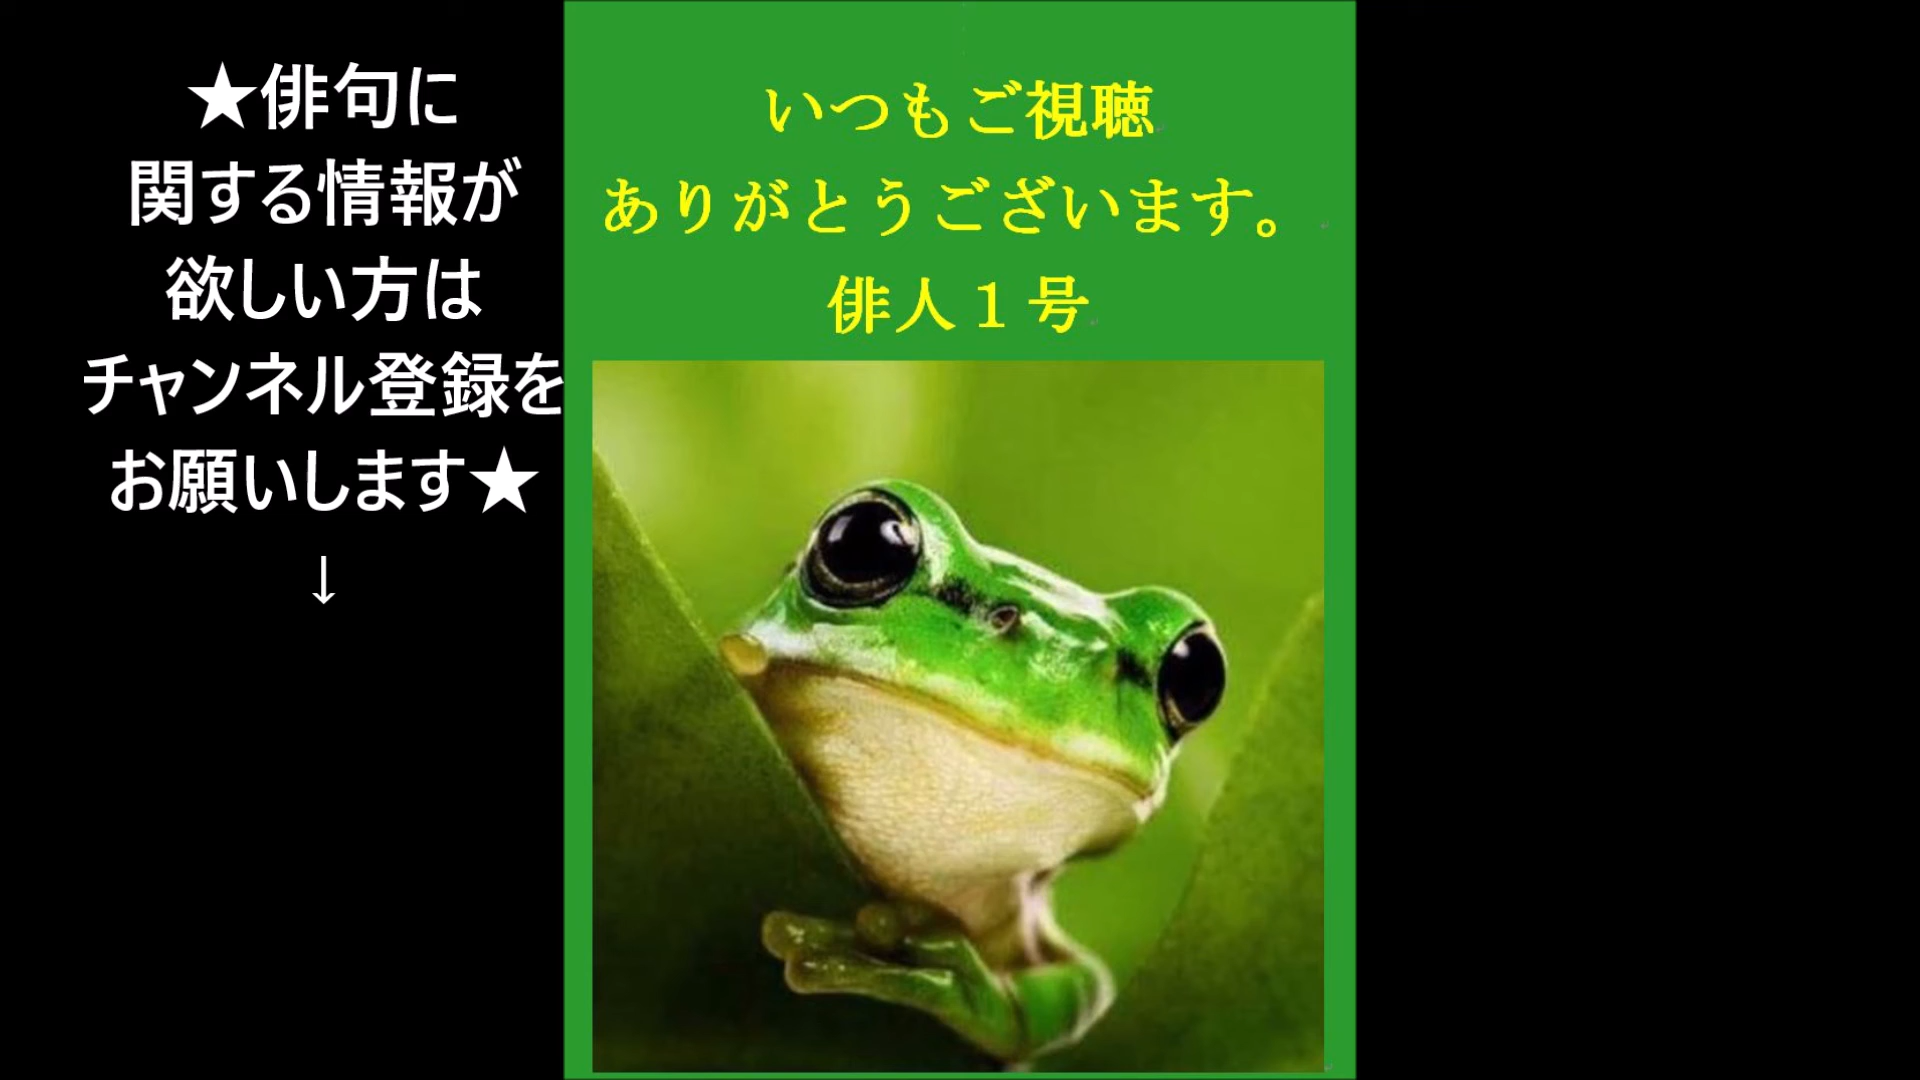 ★俳句に
関する情報が
欲しい方は
チャンネル登録を
お願いします★
↓
いつもご視聴
ありがとうございます。
俳人１号